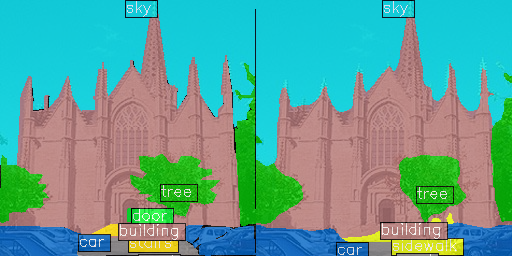 sky
sky
tree
tree
door
building
building
car
stairs
car
sidewalk